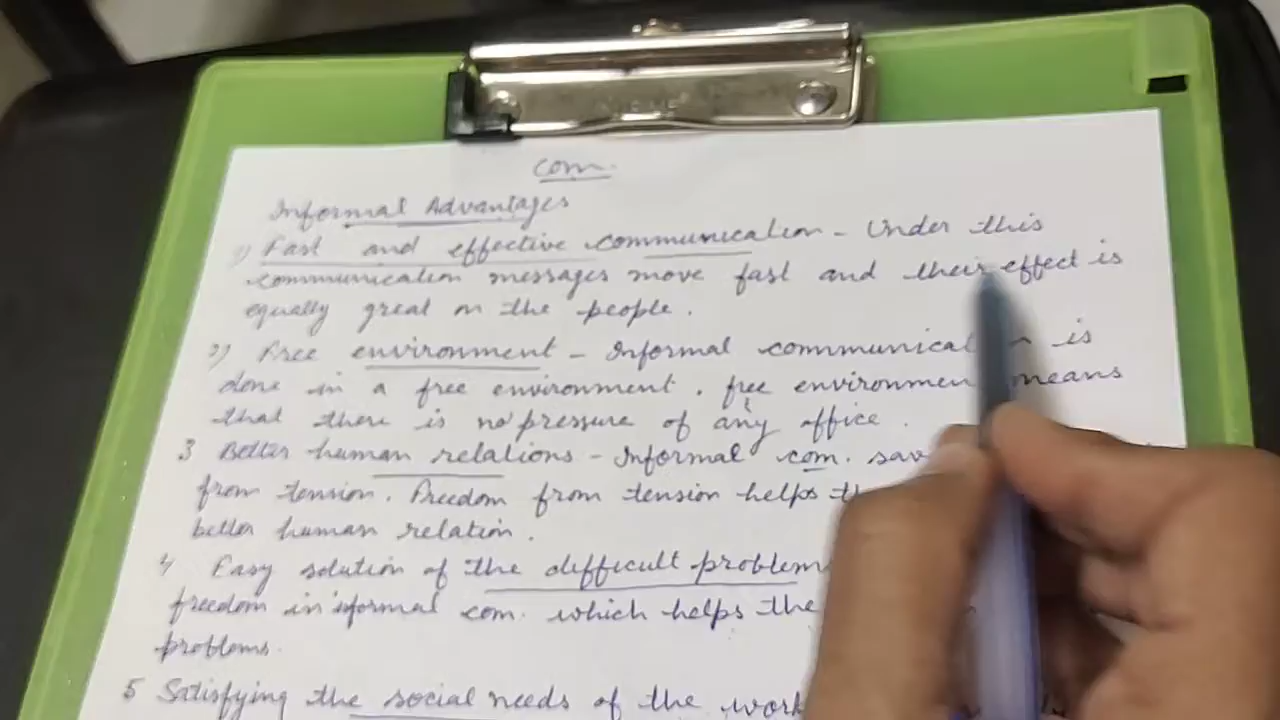 com.
Informal Advantages
1) Fast and effective communication - Under this
communication messages move fast and their effect is
equally great on the people.
2) Free environment - Informal communicat n is
done in a free environment. free environmen means
that there is no pressure of any office.
3 Better human relations - Informal com. sav
from tension. Freedom from tension helps th
better human relation.
4 Easy solution of the difficult problem
freedom in informal com. which helps the
problems.
5 Satisfying the social needs of the work